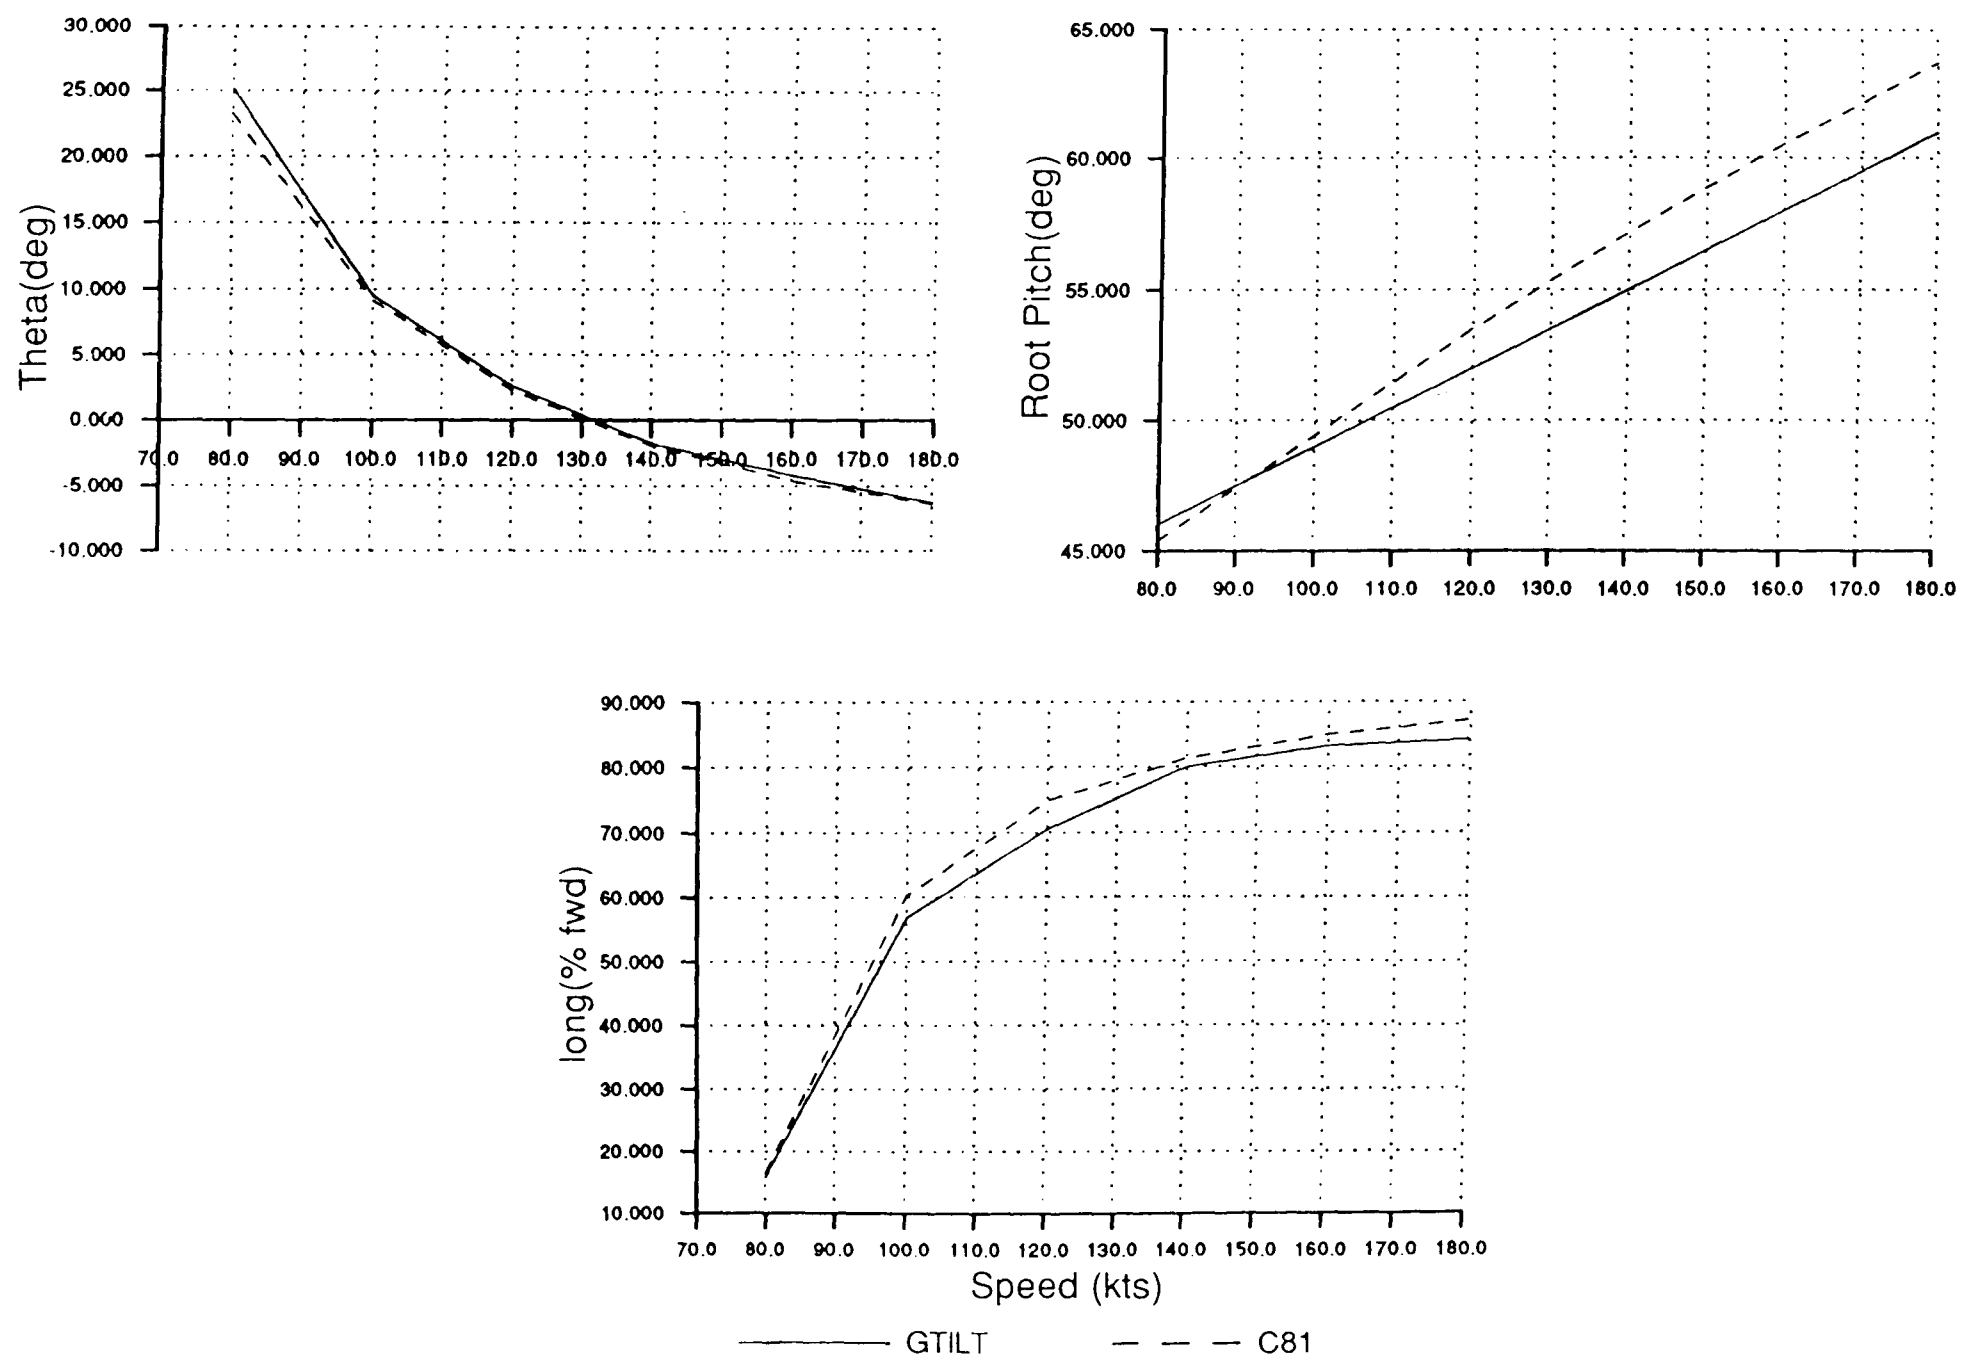 30.000
25.000
20.000
15.000
10.000
5.000
0.000
-5.000
-10.000
Theta(deg)
70.0 80.0 90.0 100.0 110.0 120.0 130.0 140.0 150.0 160.0 170.0 180.0
65.000
60.000
55.000
50.000
45.000
Root Pitch(deg)
80.0 90.0 100.0 110.0 120.0 130.0 140.0 150.0 160.0 170.0 180.0
90.000
80.000
70.000
60.000
50.000
40.000
30.000
20.000
10.000
long(% fwd)
70.0 80.0 90.0 100.0 110.0 120.0 130.0 140.0 150.0 160.0 170.0 180.0
Speed (kts)
GTILT C81